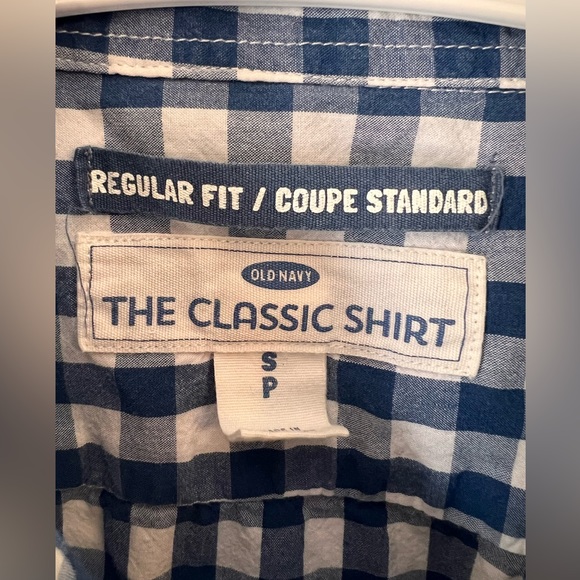 REGULAR FIT / COUPE STANDARD
OLD NAVY
THE CLASSIC SHIRT
S
P